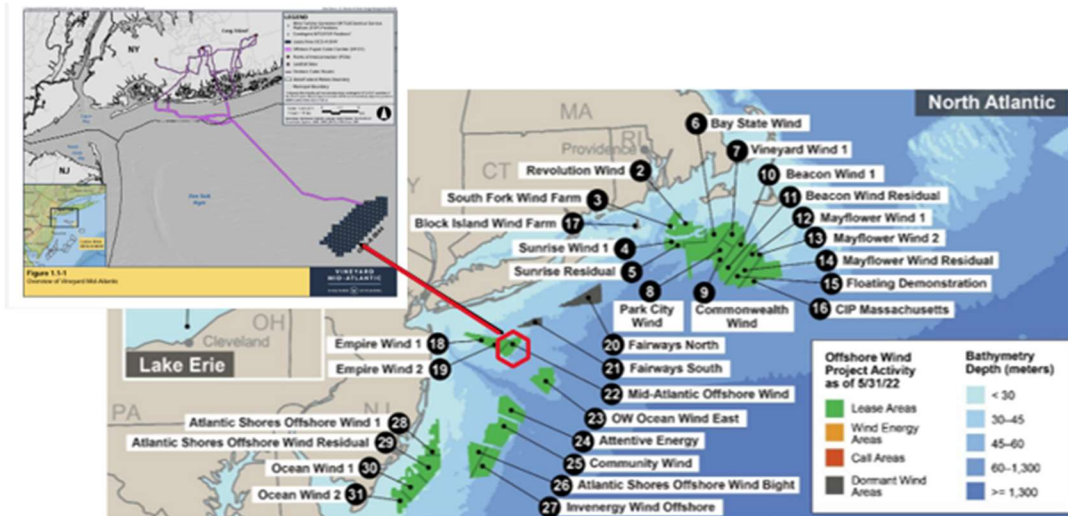 NY
Long Island
LEGEND
NJ
Figure 1.1-1
Overview of Vineyard Mid-Atlantic
VINEYARD
MID-ATLANTIC
North Atlantic
MA
CT
RI
Providence
OH
Cleveland
Lake Erie
PA
NJ
2 Revolution Wind
3 South Fork Wind Farm
17 Block Island Wind Farm
4 Sunrise Wind 1
5 Sunrise Residual
6 Bay State Wind
7 Vineyard Wind 1
10 Beacon Wind 1
11 Beacon Wind Residual
12 Mayflower Wind 1
13 Mayflower Wind 2
14 Mayflower Wind Residual
15 Floating Demonstration
16 CIP Massachusetts
8 Park City
Wind
9 Commonwealth
Wind
18 Empire Wind 1
19 Empire Wind 2
20 Fairways North
21 Fairways South
22 Mid-Atlantic Offshore Wind
23 OW Ocean Wind East
24 Attentive Energy
25 Community Wind
26 Atlantic Shores Offshore Wind Bight
27 Invenergy Wind Offshore
28 Atlantic Shores Offshore Wind 1
29 Atlantic Shores Offshore Wind Residual
30 Ocean Wind 1
31 Ocean Wind 2
Offshore Wind
Project Activity
as of 5/31/22
Lease Areas
Wind Energy
Areas
Call Areas
Dormant Wind
Areas
Bathymetry
Depth (meters)
< 30
30–45
45–60
60–1,300
>= 1,300